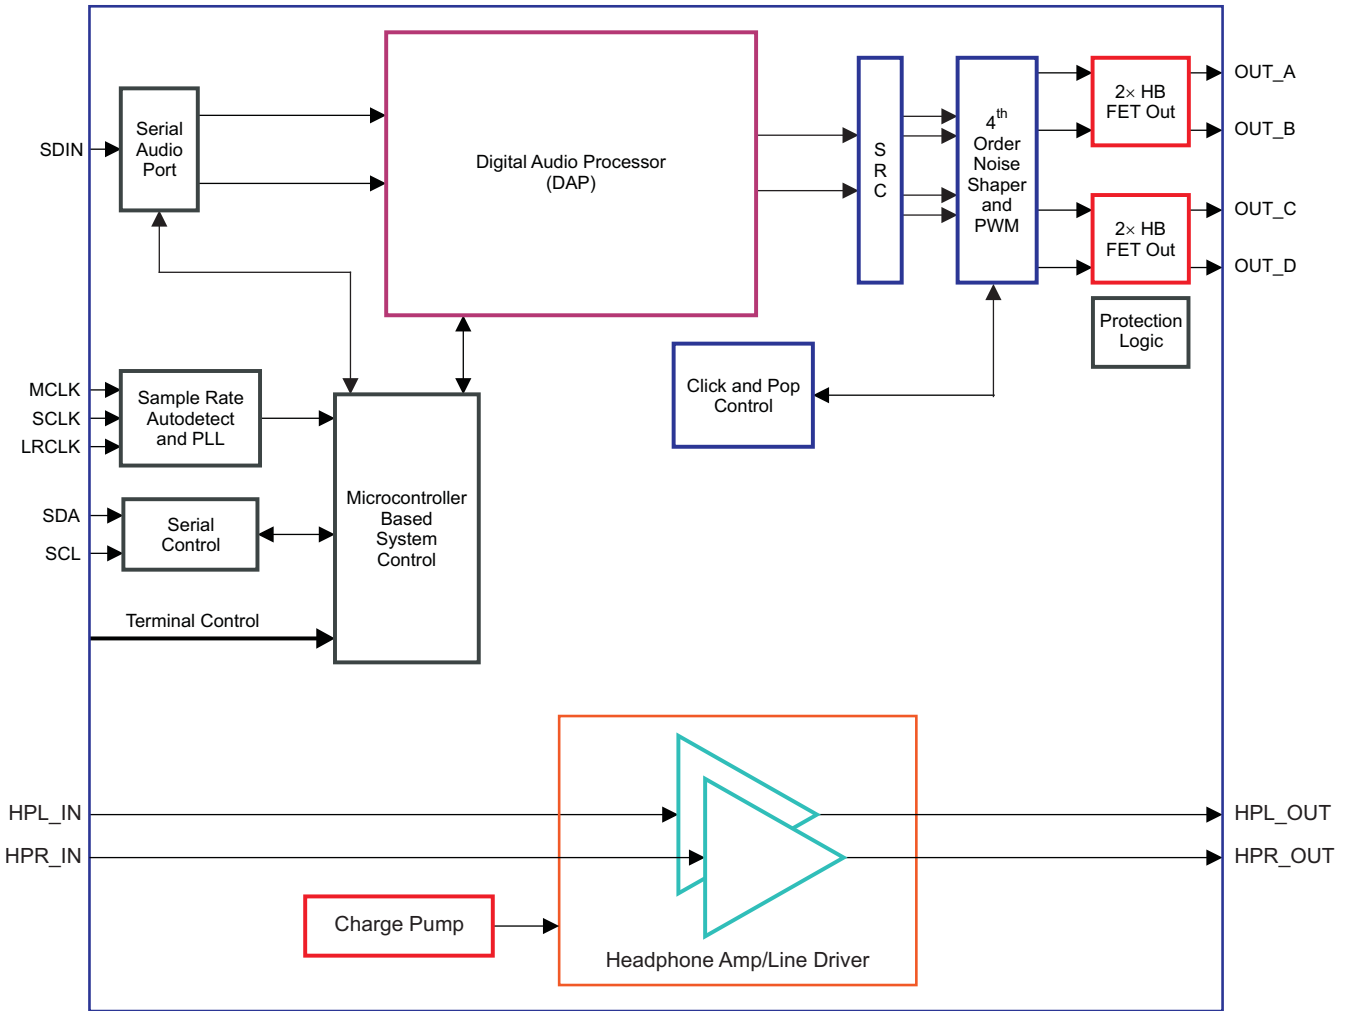 SDIN
Serial
Audio
Port
Digital Audio Processor
(DAP)
S
R
C
4th
Order
Noise
Shaper
and
PWM
2× HB
FET Out
OUT_A
OUT_B
2× HB
FET Out
OUT_C
OUT_D
Protection
Logic
Click and Pop
Control
MCLK
SCLK
LRCLK
Sample Rate
Autodetect
and PLL
SDA
SCL
Serial
Control
Microcontroller
Based
System
Control
Terminal Control
HPL_IN
HPR_IN
HPL_OUT
HPR_OUT
Charge Pump
Headphone Amp/Line Driver